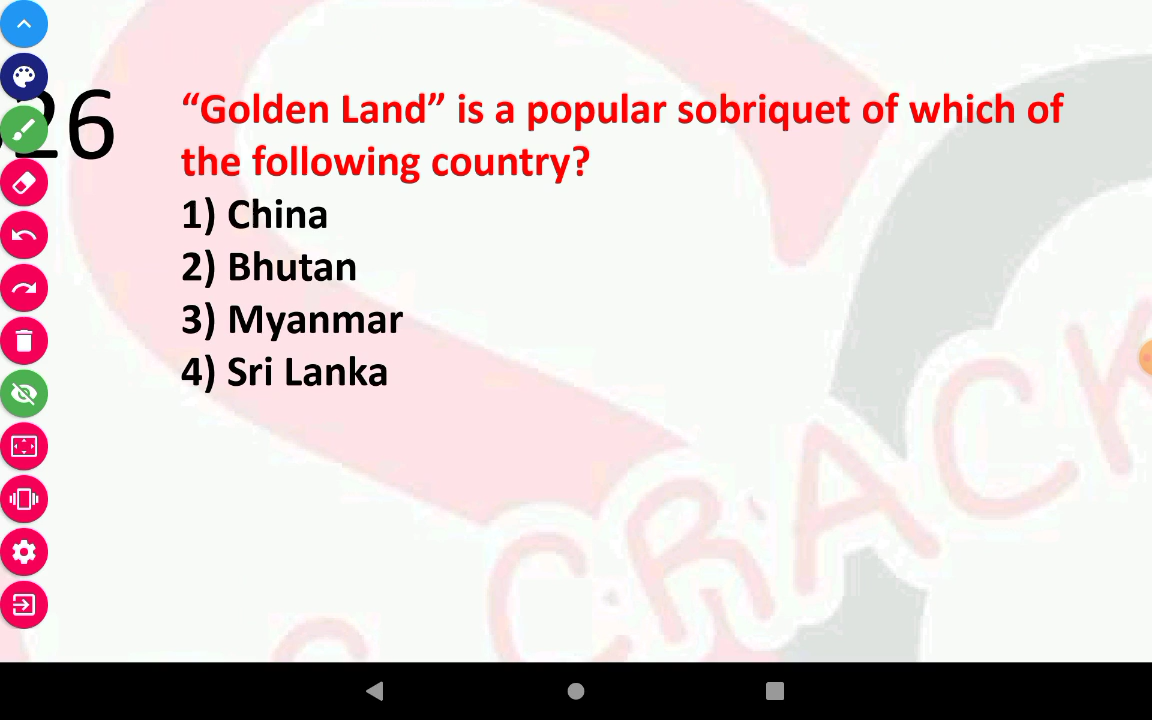 26
“Golden Land” is a popular sobriquet of which of
the following country?
1) China
2) Bhutan
3) Myanmar
4) Sri Lanka
CRACK